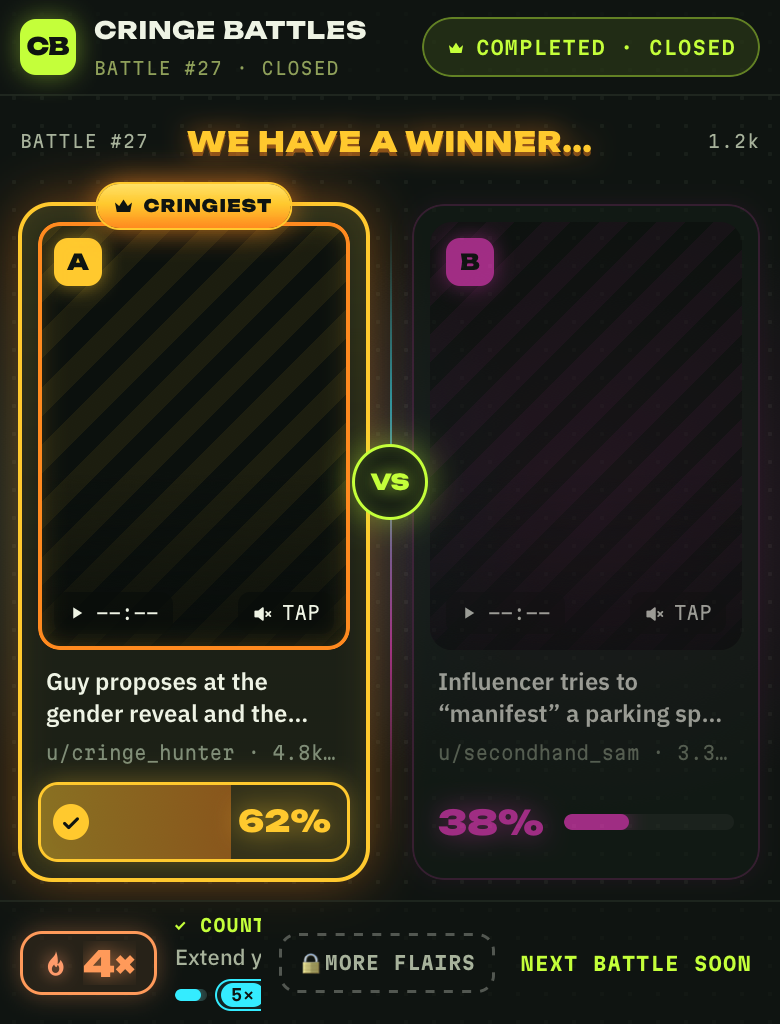 CB
CRINGE BATTLES
BATTLE #27 · CLOSED
COMPLETED · CLOSED
BATTLE #27
WE HAVE A WINNER...
1.2k
CRINGIEST
A
--:--
TAP
Guy proposes at the
gender reveal and the...
u/cringe_hunter · 4.8k…
62%
VS
B
--:--
TAP
Influencer tries to
“manifest” a parking sp...
u/secondhand_sam · 3.3…
38%
4×
COUNT
Extend y
5×
MORE FLAIRS
NEXT BATTLE SOON